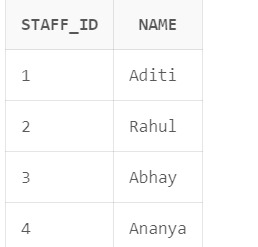 STAFF_ID NAME
1 Aditi
2 Rahul
3 Abhay
4 Ananya